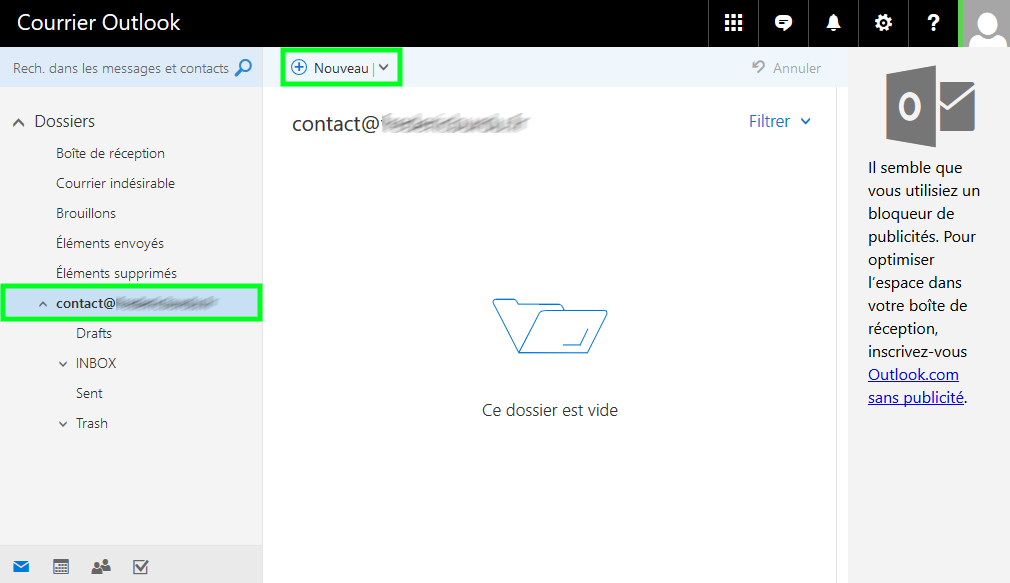 Courrier Outlook
?
Rech. dans les messages et contacts
Nouveau |
Annuler
Dossiers
Boîte de réception
Courrier indésirable
Brouillons
Éléments envoyés
Éléments supprimés
contact@
Drafts
INBOX
Sent
Trash
contact@
Filtrer
Ce dossier est vide
Il semble que
vous utilisiez un
bloqueur de
publicités. Pour
optimiser
l'espace dans
votre boîte de
réception,
inscrivez-vous
Outlook.com
sans publicité.